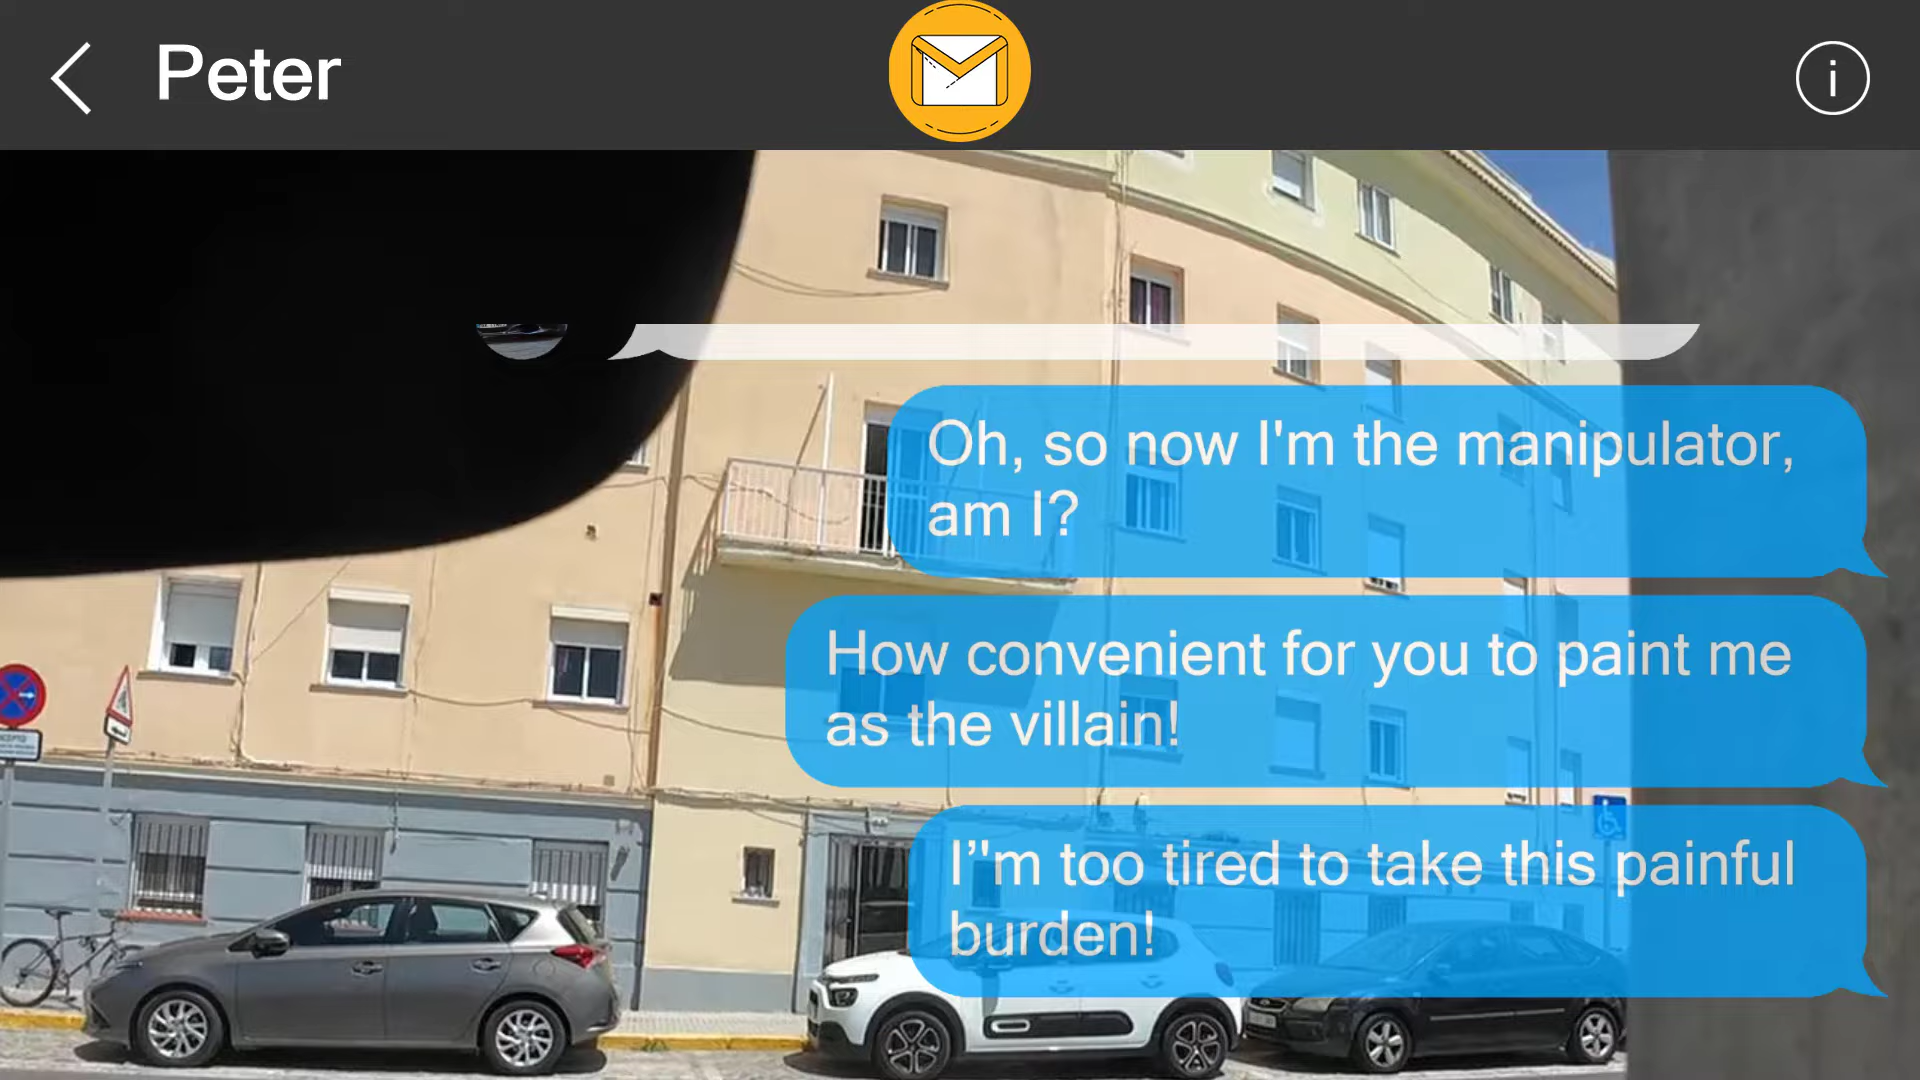 Peter
i
Oh, so now I'm the manipulator,
am I?
How convenient for you to paint me
as the villain!
I”"m too tired to take this painful
burden!